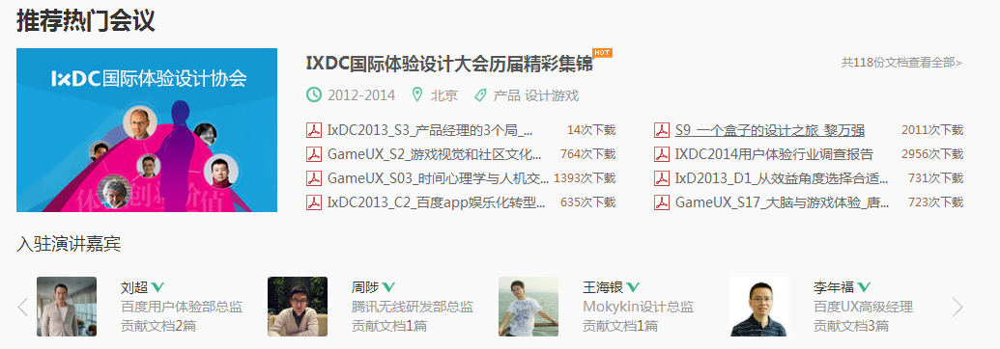 推荐热门会议
IXDC国际体验设计协会
体 创新 价值
IXDC国际体验设计大会历届精彩集锦 HOT
共118份文档查看全部>
2012-2014 北京 产品 设计游戏
IxDC2013_S3_产品经理的3个局_... 14次下载
S9_一个盒子的设计之旅_黎万强 2011次下载
GameUX_S2_游戏视觉和社区文化... 764次下载
IXDC2014用户体验行业调查报告 2956次下载
GameUX_S03_时间心理学与人机交... 1393次下载
IxD2013_D1_从效益角度选择合适... 731次下载
IxDC2013_C2_百度app娱乐化转型... 635次下载
GameUX_S17_大脑与游戏体验_唐... 723次下载
入驻演讲嘉宾
刘超
百度用户体验部总监
贡献文档2篇
周陟
腾讯无线研发部总监
贡献文档1篇
王海银
Mokykin设计总监
贡献文档1篇
李年福
百度UX高级经理
贡献文档3篇